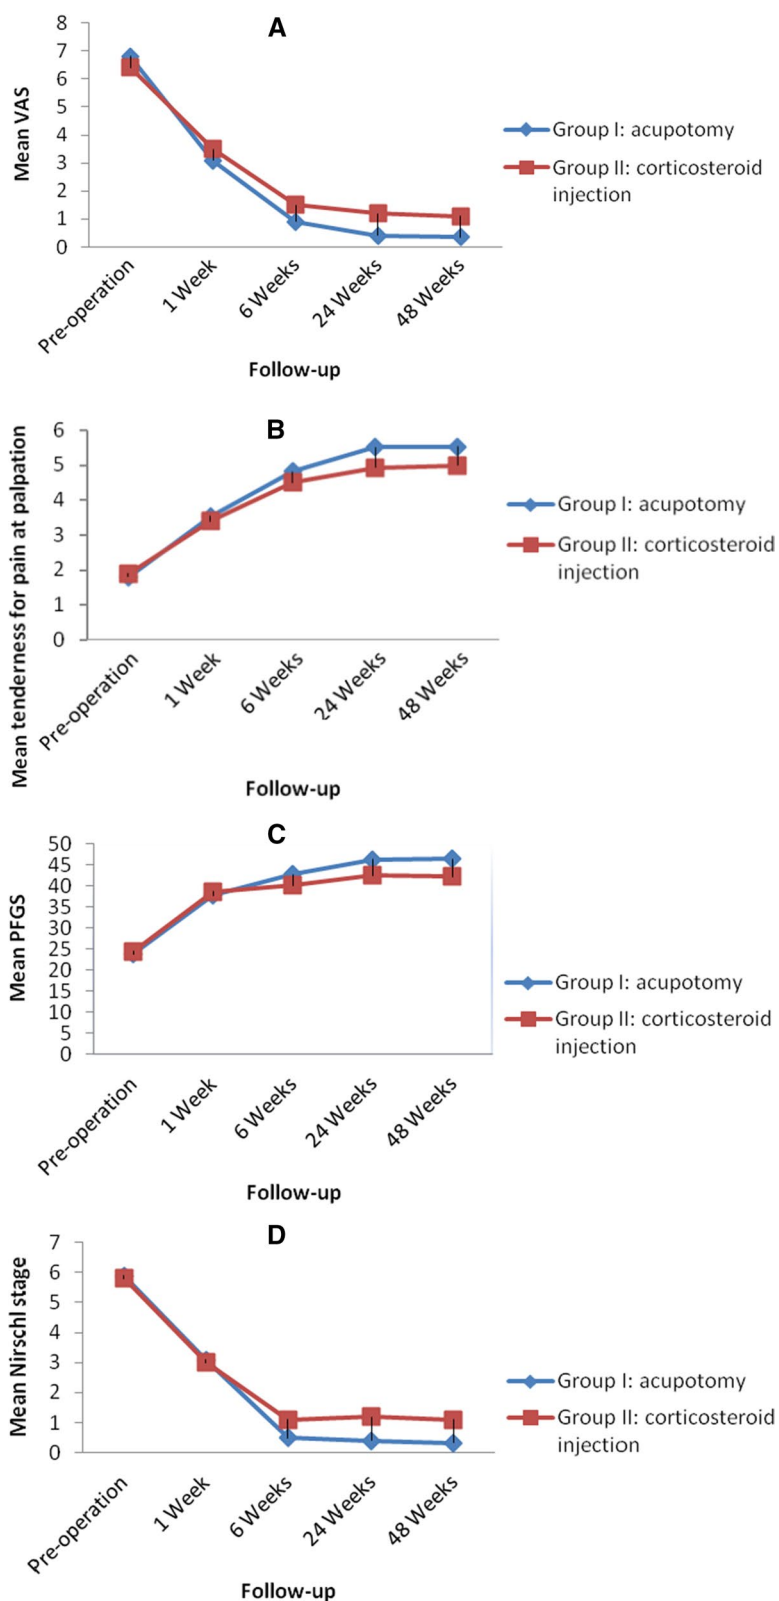 A
8
7
6
5
4
3
2
1
0
Mean VAS
Pre-operation
1 Week
6 Weeks
24 Weeks
48 Weeks
Follow-up
Group I: acupotomy
Group II: corticosteroid
injection
B
6
5
4
3
2
1
0
Mean tenderness for pain at palpation
Pre-operation
1 Week
6 Weeks
24 Weeks
48 Weeks
Follow-up
Group I: acupotomy
Group II: corticosteroid
injection
C
50
45
40
35
30
25
20
15
10
5
0
Mean PFGS
Pre-operation
1 Week
6 Weeks
24 Weeks
48 Weeks
Follow-up
Group I: acupotomy
Group II: corticosteroid
injection
D
7
6
5
4
3
2
1
0
Mean Nirschl stage
Pre-operation
1 Week
6 Weeks
24 Weeks
48 Weeks
Follow-up
Group I: acupotomy
Group II: corticosteroid
injection